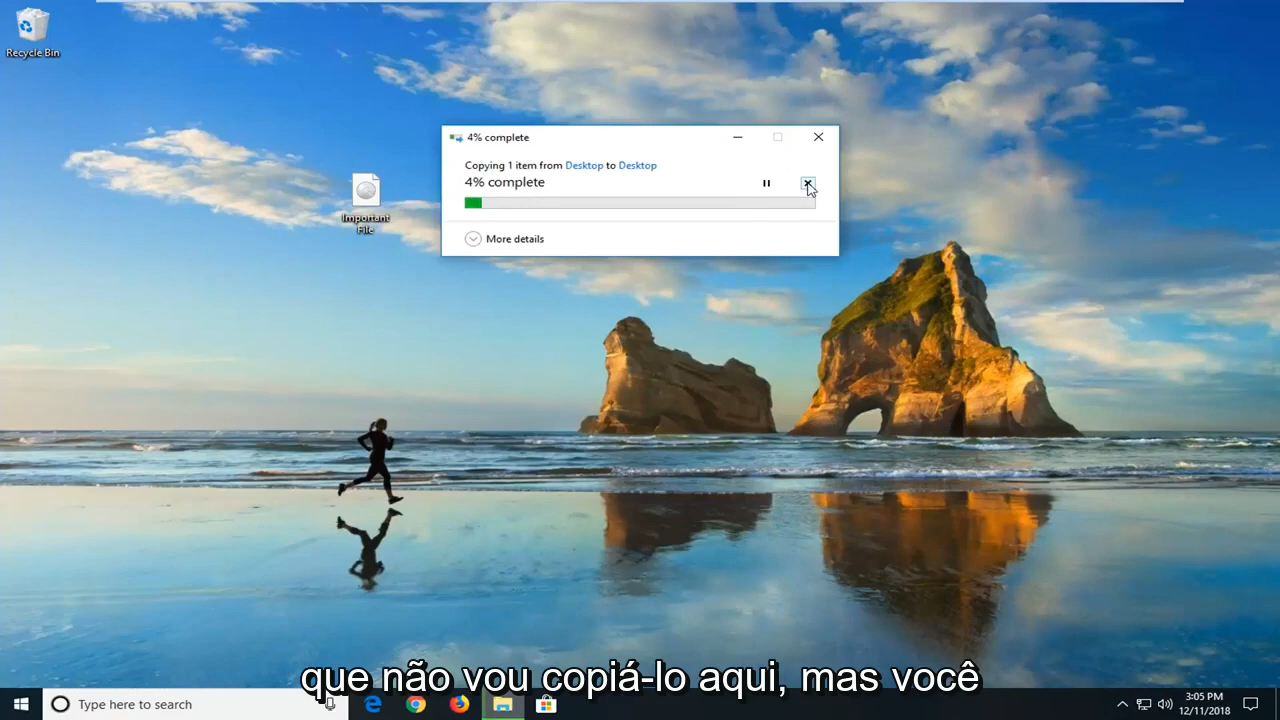 Recycle Bin
4% complete
Copying 1 item from Desktop to Desktop
4% complete
More details
Important
File
que não vou copiá-lo aqui, mas você
Type here to search
3:05 PM
12/11/2018